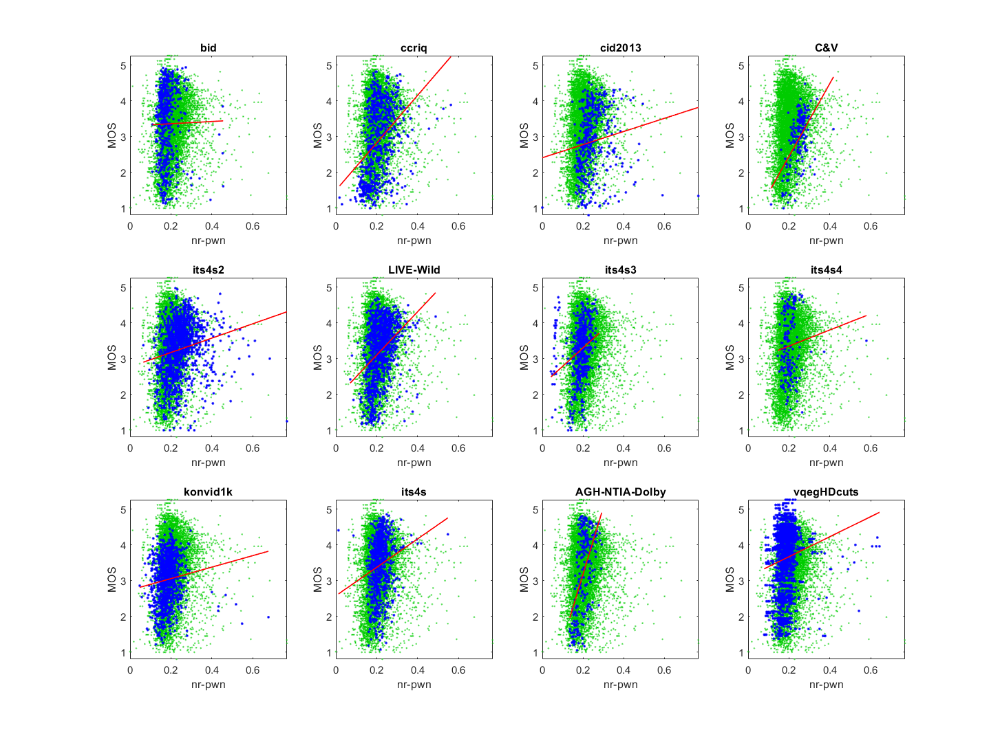 bid
5
4
3
2
1
MOS
0 0.2 0.4 0.6
nr-pwn
ccriq
5
4
3
2
1
MOS
0 0.2 0.4 0.6
nr-pwn
cid2013
5
4
3
2
1
MOS
0 0.2 0.4 0.6
nr-pwn
C&V
5
4
3
2
1
MOS
0 0.2 0.4 0.6
nr-pwn
its4s2
5
4
3
2
1
MOS
0 0.2 0.4 0.6
nr-pwn
LIVE-Wild
5
4
3
2
1
MOS
0 0.2 0.4 0.6
nr-pwn
its4s3
5
4
3
2
1
MOS
0 0.2 0.4 0.6
nr-pwn
its4s4
5
4
3
2
1
MOS
0 0.2 0.4 0.6
nr-pwn
konvid1k
5
4
3
2
1
MOS
0 0.2 0.4 0.6
nr-pwn
its4s
5
4
3
2
1
MOS
0 0.2 0.4 0.6
nr-pwn
AGH-NTIA-Dolby
5
4
3
2
1
MOS
0 0.2 0.4 0.6
nr-pwn
vqegHDcuts
5
4
3
2
1
MOS
0 0.2 0.4 0.6
nr-pwn